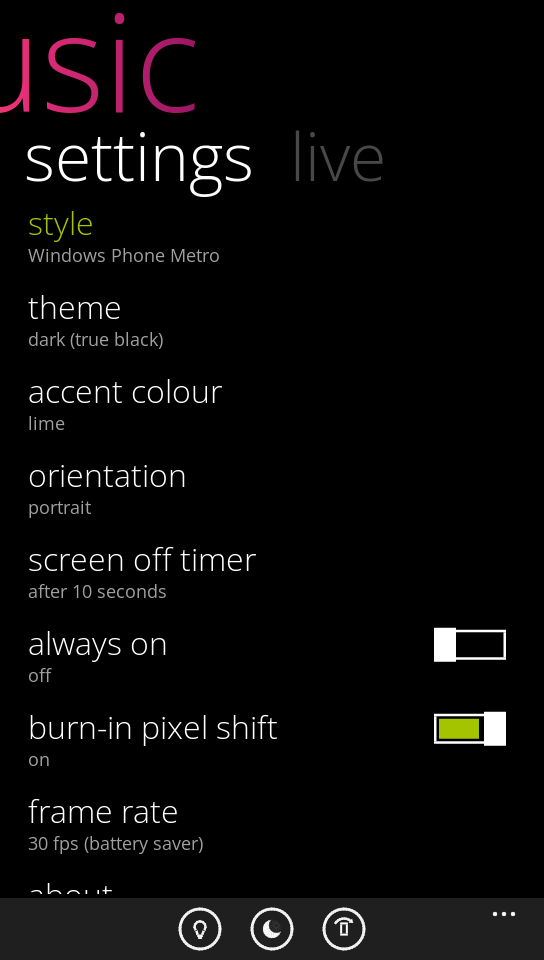 usic
settings live
style
Windows Phone Metro
theme
dark (true black)
accent colour
lime
orientation
portrait
screen off timer
after 10 seconds
always on
off
burn-in pixel shift
on
frame rate
30 fps (battery saver)
about